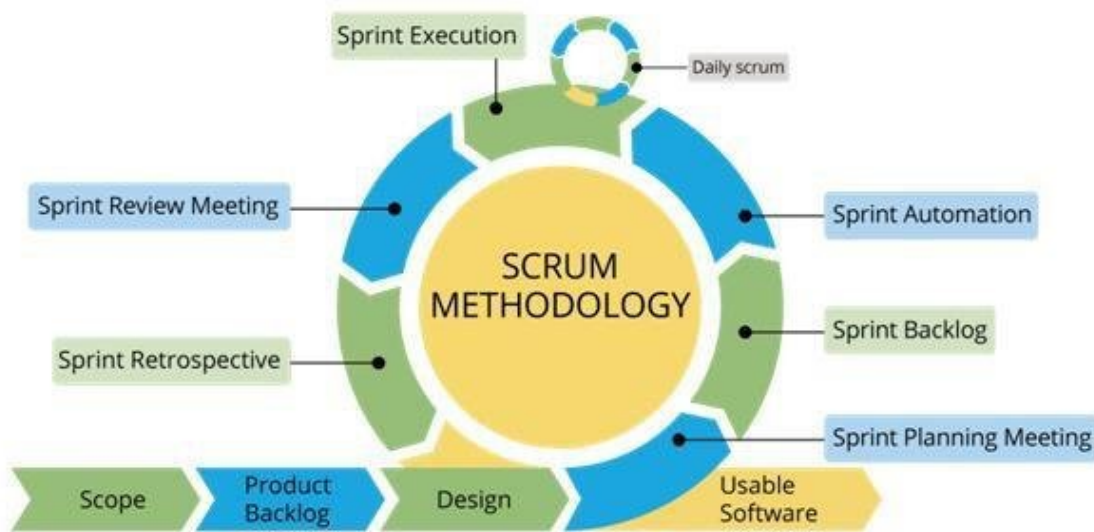 Sprint Execution
Daily scrum
Sprint Review Meeting
Sprint Automation
SCRUM
METHODOLOGY
Sprint Retrospective
Sprint Backlog
Sprint Planning Meeting
Scope
Product
Backlog
Design
Usable
Software